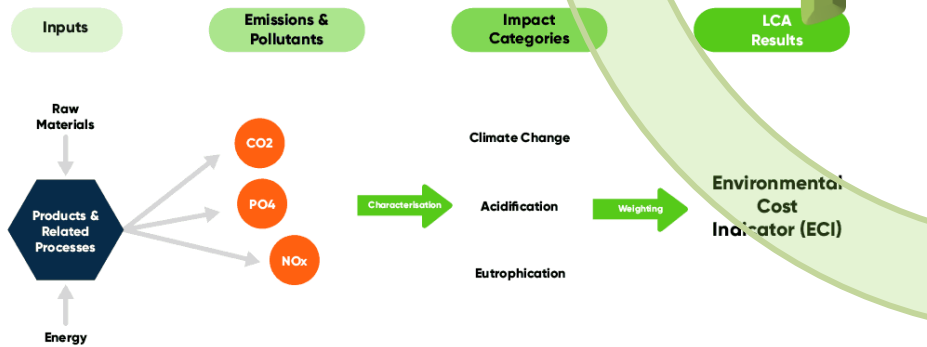 Inputs
Emissions &
Pollutants
Impact
Categories
LCA
Results
Raw
Materials
Products &
Related
Processes
Energy
CO2
PO4
NOx
Characterisation
Climate Change
Acidification
Eutrophication
Weighting
Environmental
Cost
Indicator (ECI)